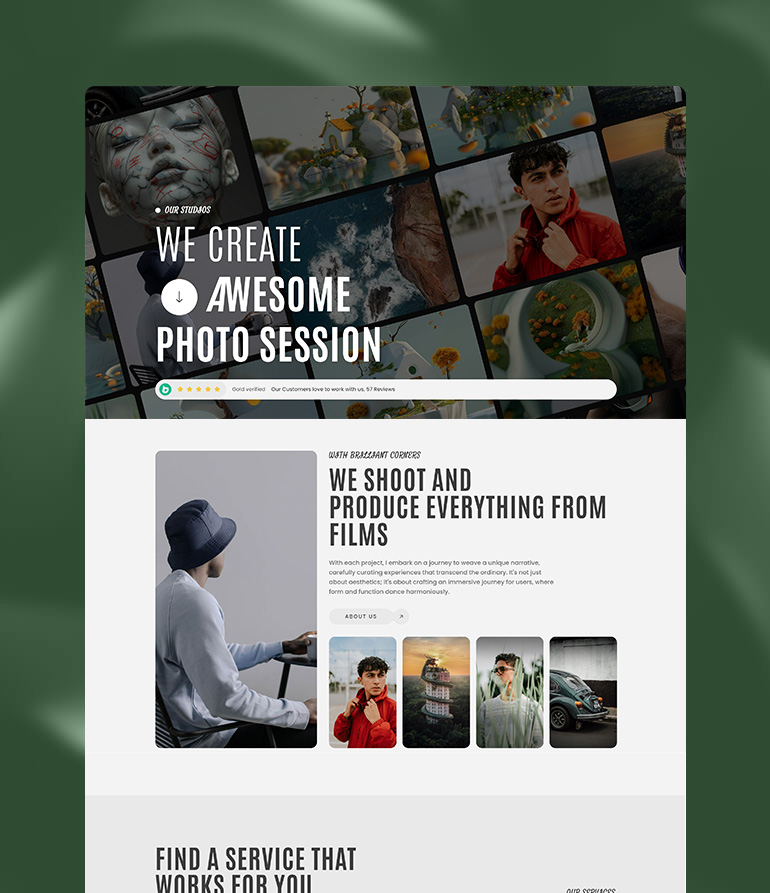 OUR STUDIOS
WE CREATE
AWESOME
PHOTO SESSION
Gold verified Our Customers love to work with us, 57 Reviews
WITH BRILLIANT CORNERS
WE SHOOT AND
PRODUCE EVERYTHING FROM
FILMS
With each project, I embark on a journey to weave a unique narrative,
carefully curating experiences that transcend the ordinary. It's not just
about aesthetics; it's about crafting an immersive journey for users, where
form and function dance harmoniously.
ABOUT US
FIND A SERVICE THAT
WORKS FOR YOU
OUR SERVICES